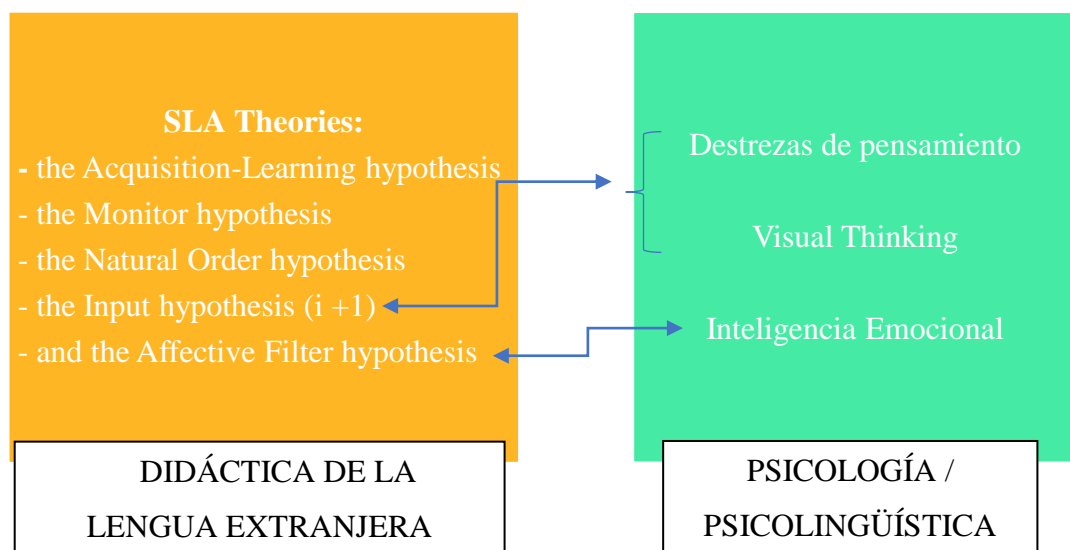 SLA Theories:
- the Acquisition-Learning hypothesis
- the Monitor hypothesis
- the Natural Order hypothesis
- the Input hypothesis (i +1)
- and the Affective Filter hypothesis
DIDÁCTICA DE LA
LENGUA EXTRANJERA
Destrezas de pensamiento
Visual Thinking
Inteligencia Emocional
PSICOLOGÍA /
PSICOLINGÜÍSTICA